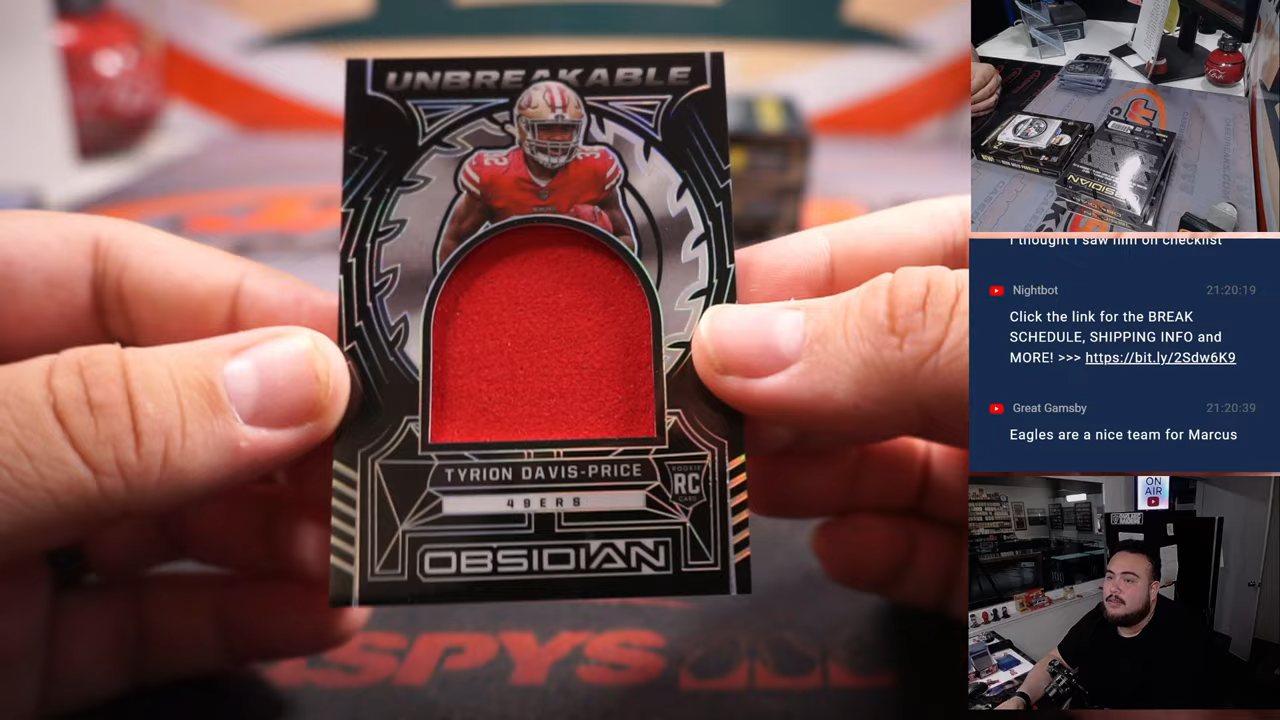 UNBREAKABLE
32
TYRION DAVIS-PRICE
ROOKIE
RC
CARD
49ERS
OBSIDIAN
ASPYS
OBSIDIAN
I thought I saw him on checklist
Nightbot
21:20:19
Click the link for the BREAK
SCHEDULE, SHIPPING INFO and
MORE! >>> https://bit.ly/2Sdw6K9
Great Gamsby
21:20:39
Eagles are a nice team for Marcus
ON
AIR